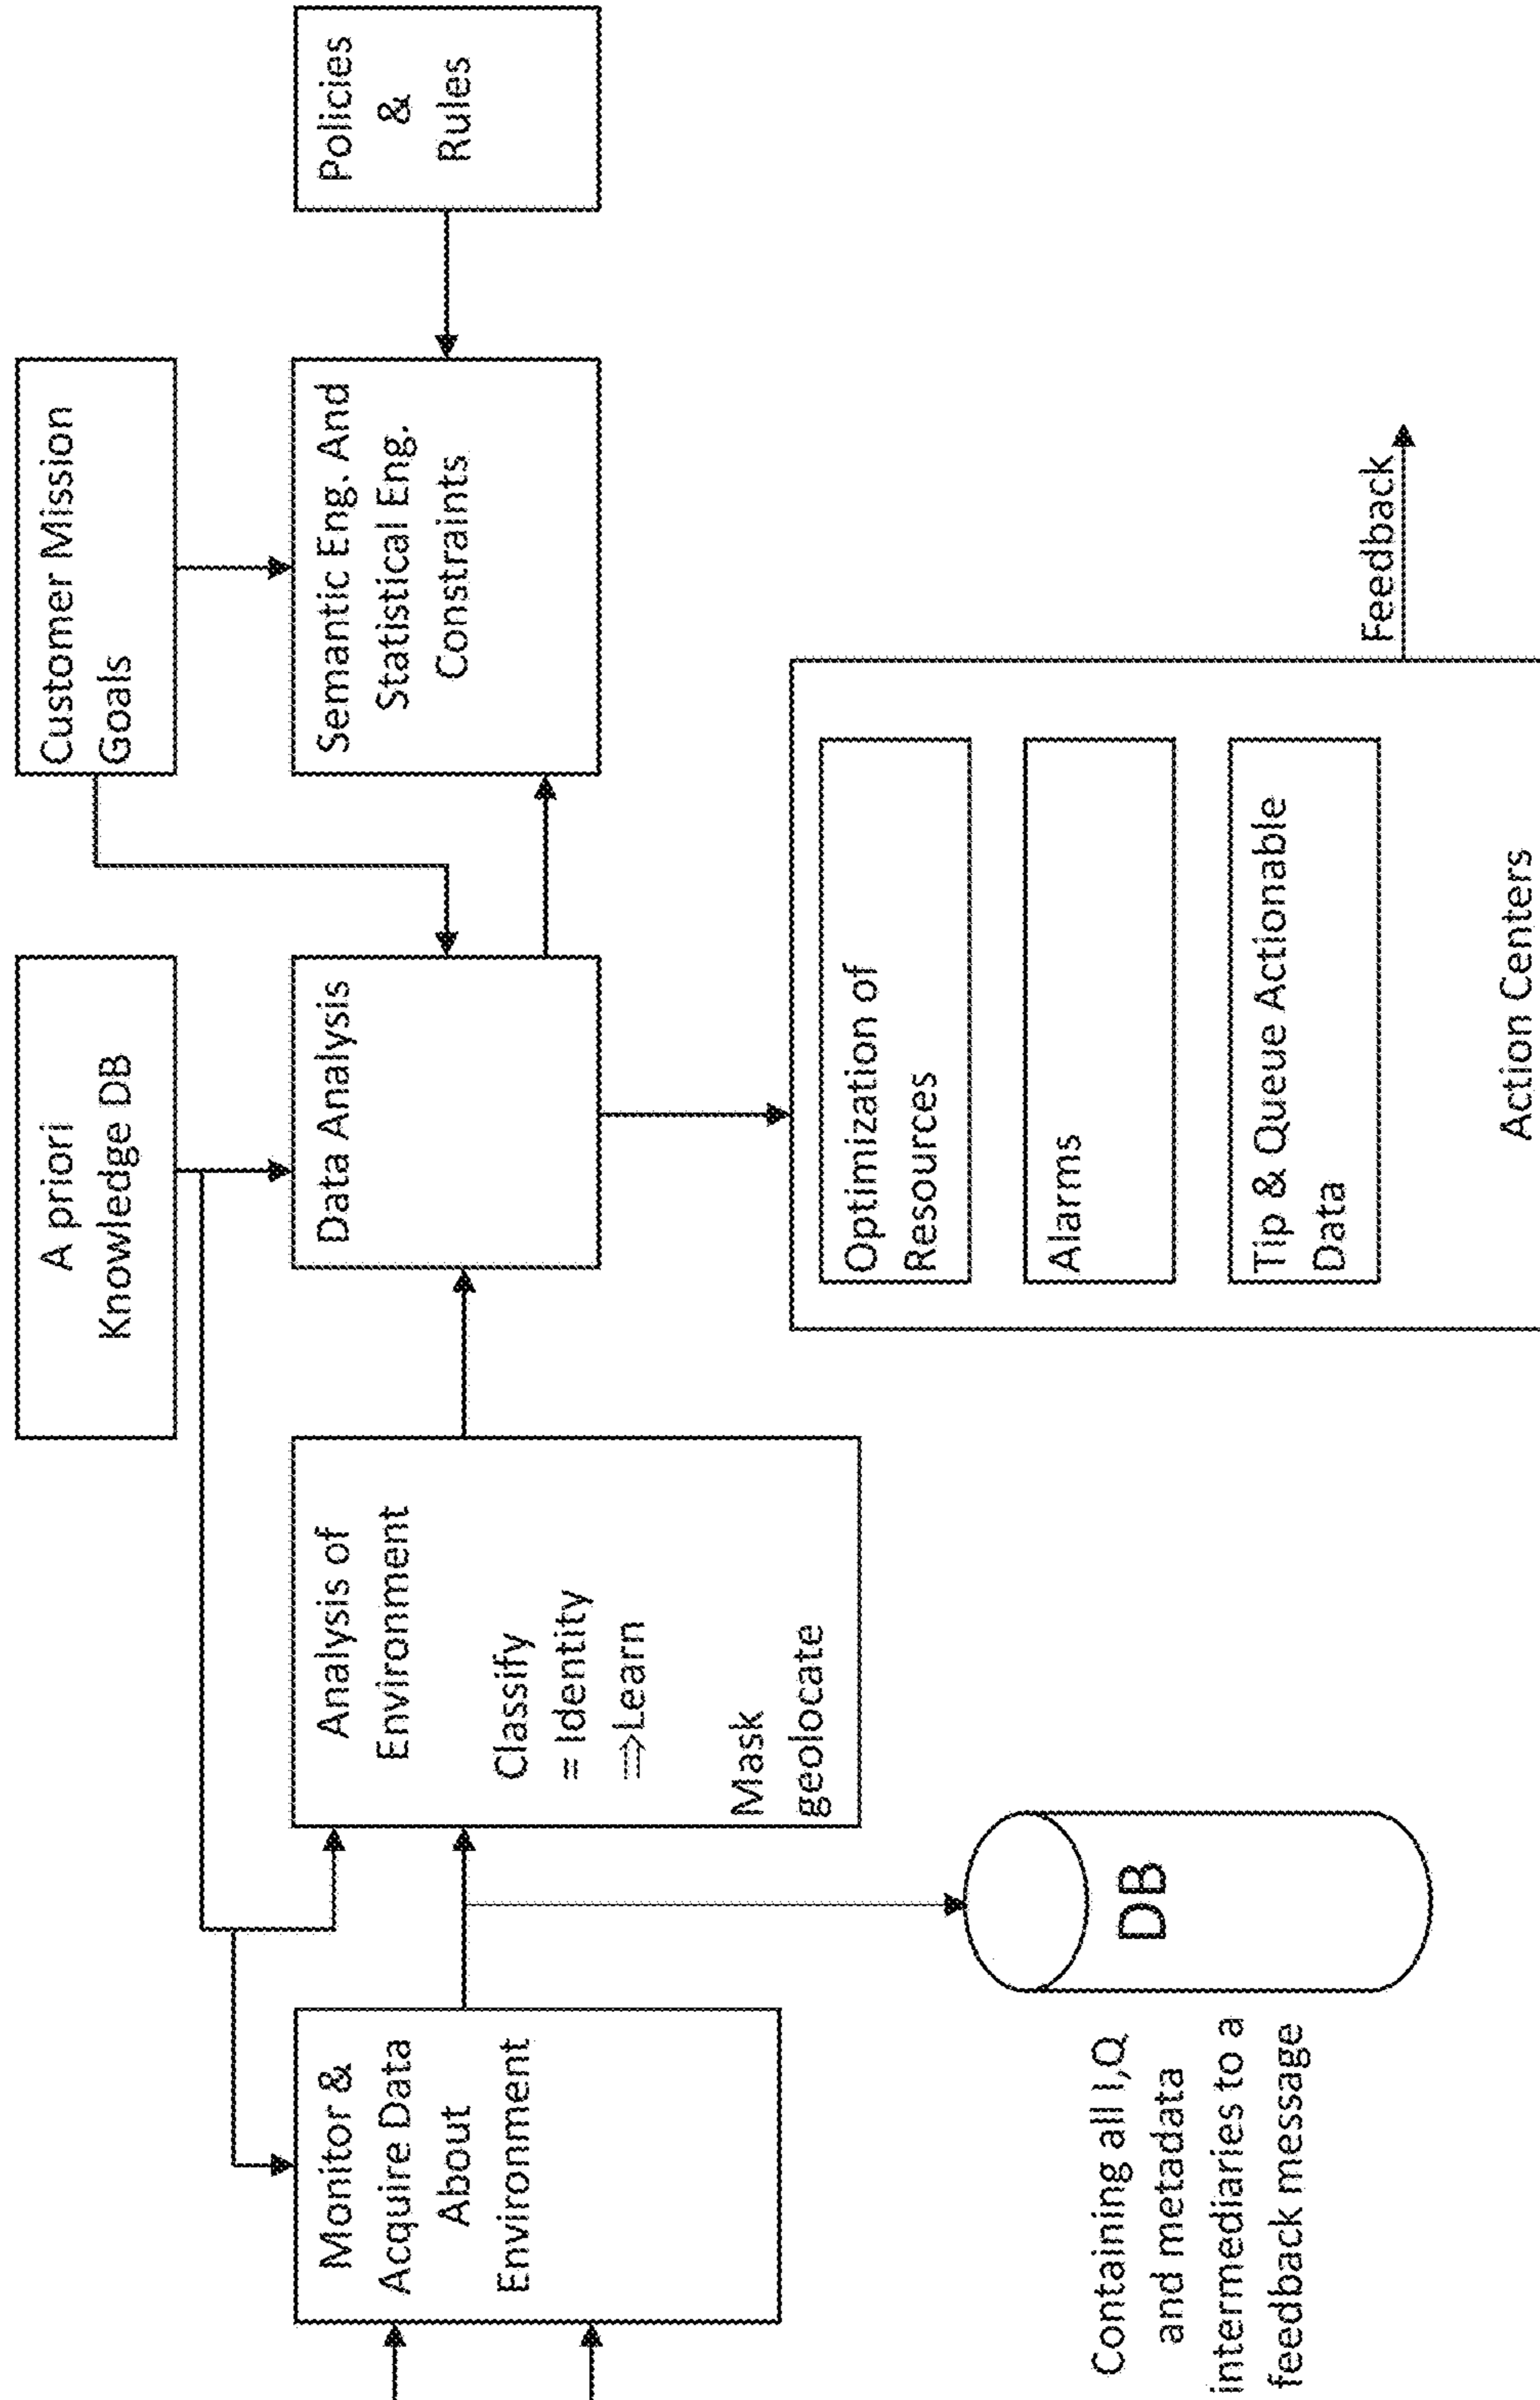 A priori
Knowledge DB
Customer Mission
Goals
Monitor &
Acquire Data
About
Environment
Analysis of
Environment
Classify
= Identity
⇒Learn
Mask
geolocate
Data Analysis
Semantic Eng. And
Statistical Eng.
Constraints
Policies
&
Rules
Containing all I,Q
and metadata
intermediaries to a
feedback message
DB
Optimization of
Resources
Alarms
Tip & Queue Actionable
Data
Action Centers
Feedback